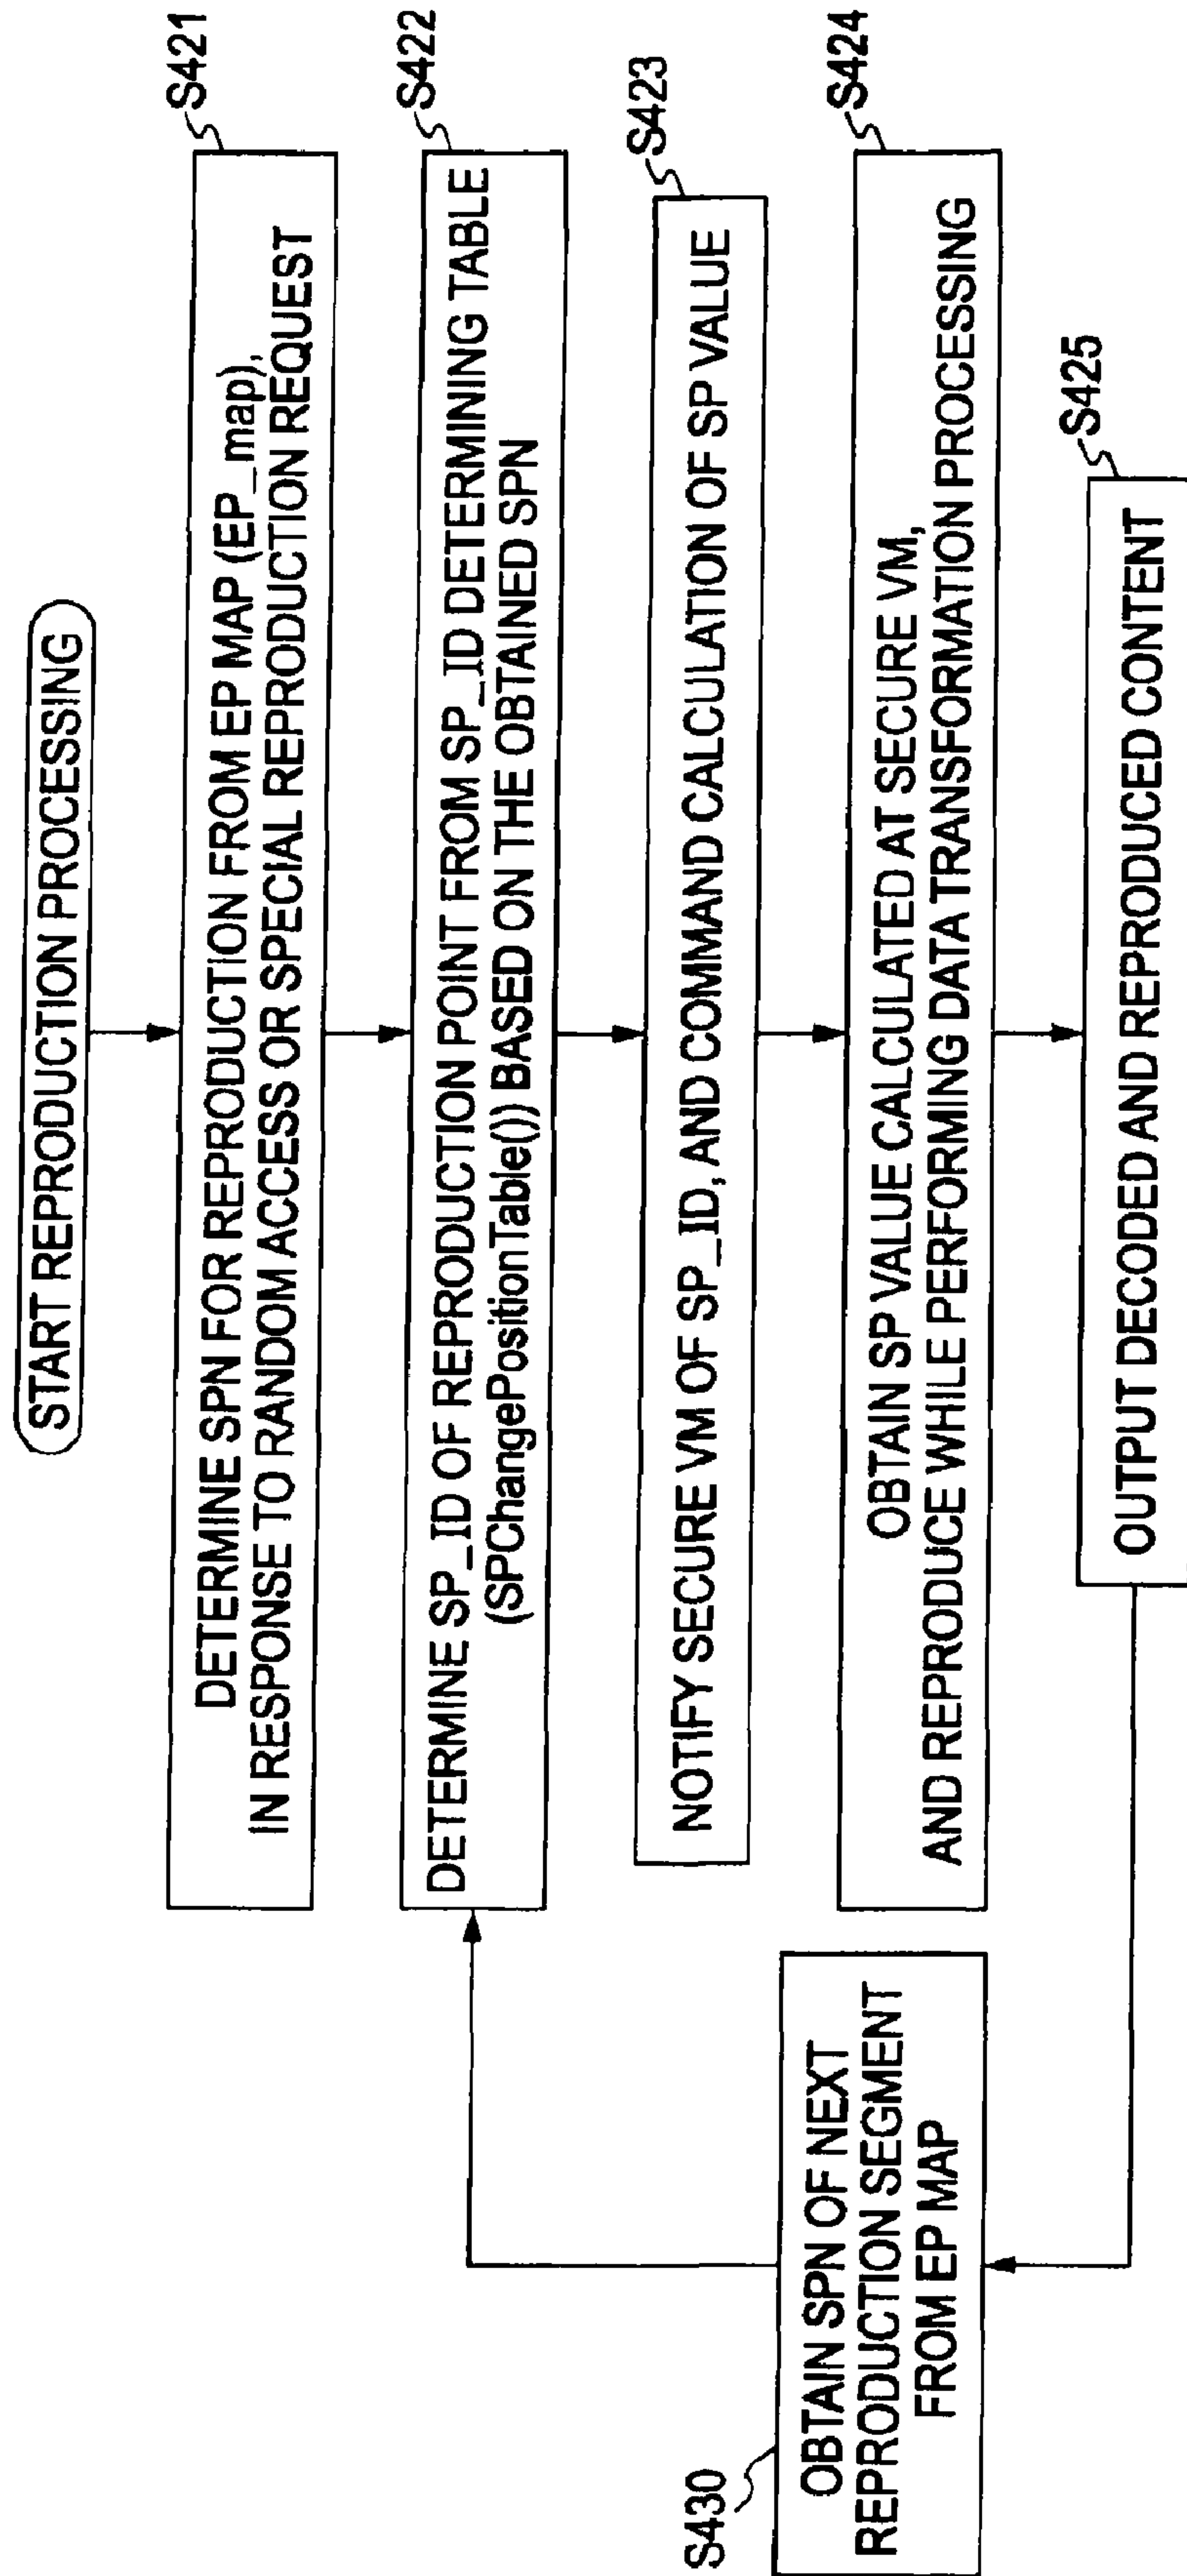 START REPRODUCTION PROCESSING
S421
DETERMINE SPN FOR REPRODUCTION FROM EP MAP (EP_map),
IN RESPONSE TO RANDOM ACCESS OR SPECIAL REPRODUCTION REQUEST
S422
DETERMINE SP_ID OF REPRODUCTION POINT FROM SP_ID DETERMINING TABLE
(SPChangePositionTable()) BASED ON THE OBTAINED SPN
S423
NOTIFY SECURE VM OF SP_ID, AND COMMAND CALCULATION OF SP VALUE
S424
OBTAIN SP VALUE CALCULATED AT SECURE VM,
AND REPRODUCE WHILE PERFORMING DATA TRANSFORMATION PROCESSING
S425
OUTPUT DECODED AND REPRODUCED CONTENT
S430
OBTAIN SPN OF NEXT
REPRODUCTION SEGMENT
FROM EP MAP